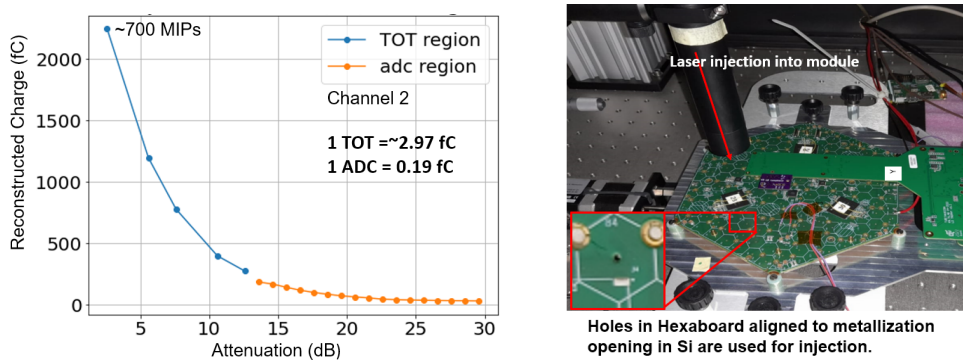 ~700 MIPs
TOT region
adc region
Channel 2
1 TOT =~2.97 fC
1 ADC = 0.19 fC
Reconstructed Charge (fC)
2000
1500
1000
500
0
5
10
15
20
25
30
Attenuation (dB)
Laser injection into module
Y
Holes in Hexaboard aligned to metallization
opening in Si are used for injection.